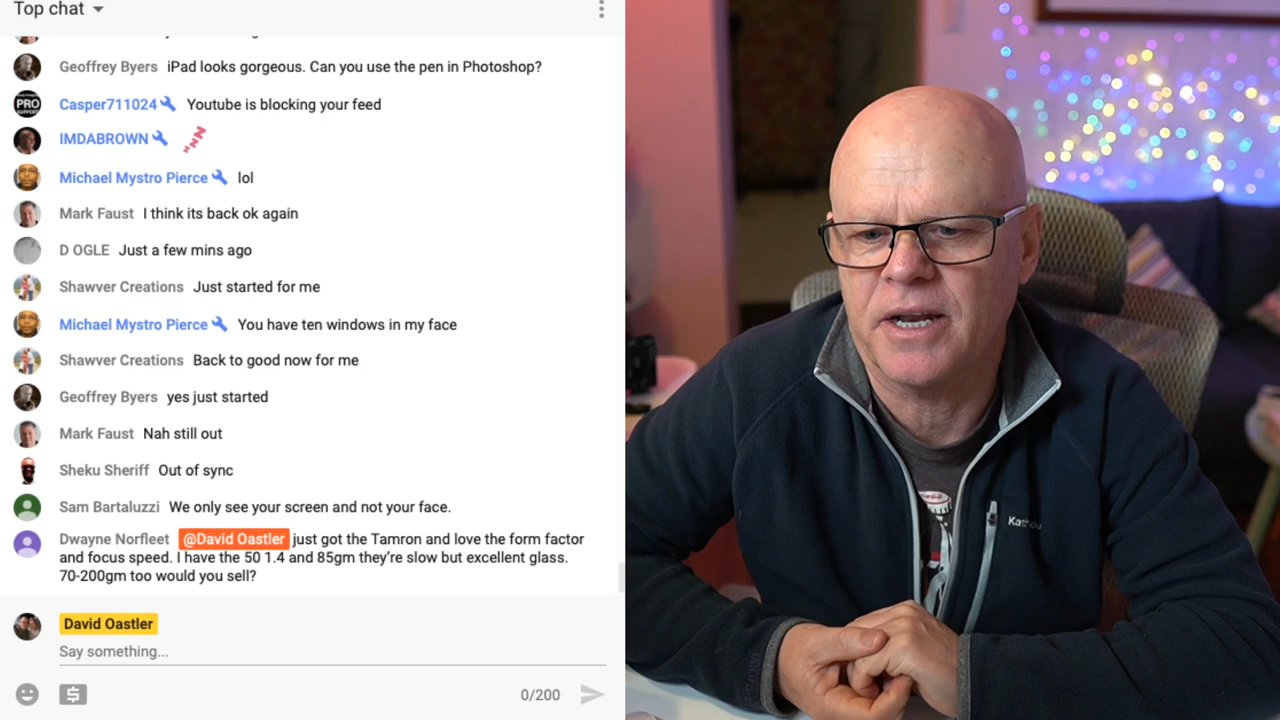 Top chat
Geoffrey Byers iPad looks gorgeous. Can you use the pen in Photoshop?
PRO
Casper711024 Youtube is blocking your feed
IMDABROWN
Michael Mystro Pierce lol
Mark Faust I think its back ok again
D OGLE Just a few mins ago
Shawver Creations Just started for me
Michael Mystro Pierce You have ten windows in my face
Shawver Creations Back to good now for me
Geoffrey Byers yes just started
Mark Faust Nah still out
Sheku Sheriff Out of sync
Sam Bartaluzzi We only see your screen and not your face.
Dwayne Norfleet @David Oastler just got the Tamron and love the form factor
and focus speed. I have the 50 1.4 and 85gm they're slow but excellent glass.
70-200gm too would you sell?
David Oastler
Say something...
0/200